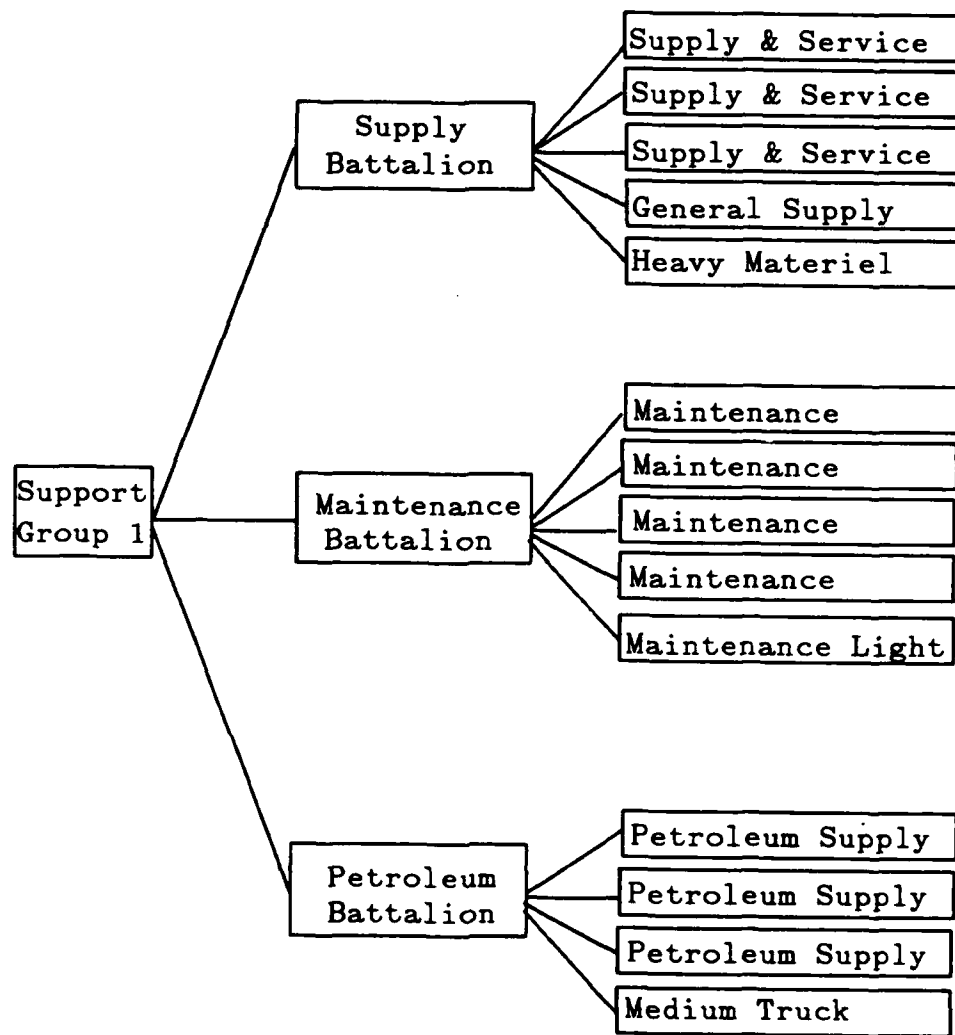 Supply & Service
Supply & Service
Supply & Service
General Supply
Heavy Materiel
Supply
Battalion
Maintenance
Maintenance
Maintenance
Maintenance
Maintenance Light
Support
Group 1
Maintenance
Battalion
Petroleum Supply
Petroleum Supply
Petroleum Supply
Medium Truck
Petroleum
Battalion